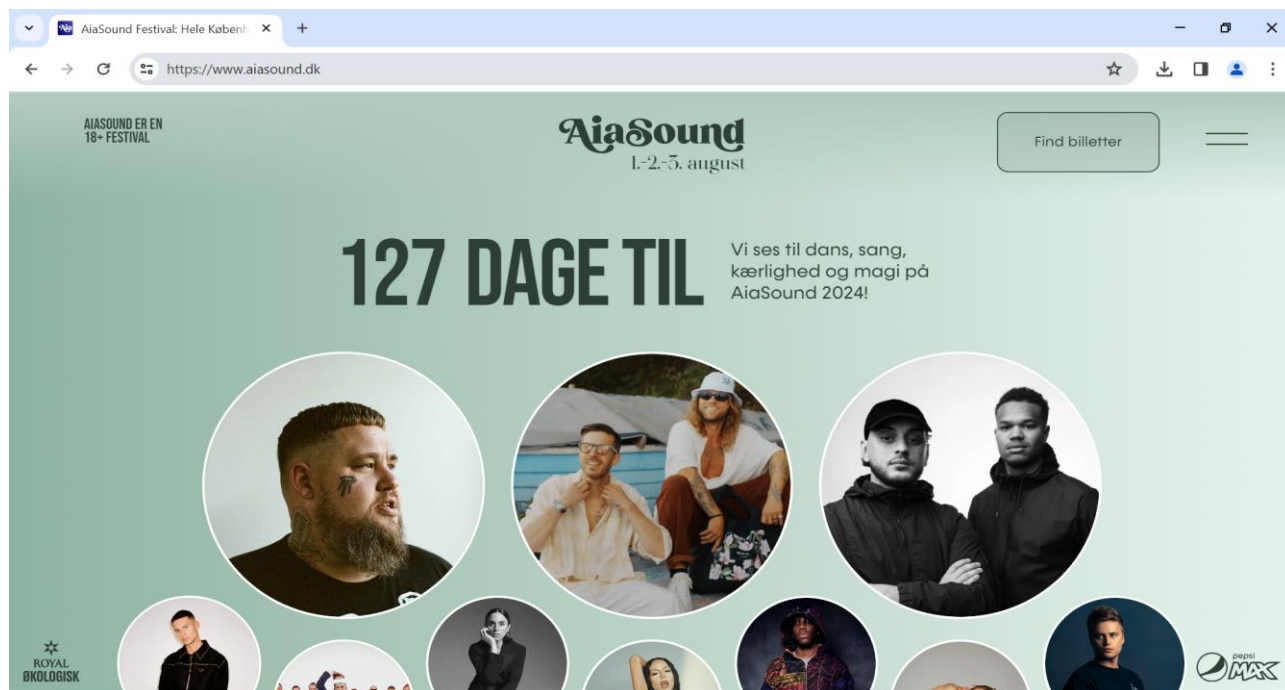 AiaSound Festival: Hele Københ
https://www.aiasound.dk
AIASOUND ER EN
18+ FESTIVAL
AiaSound
1.-2.-3. august
Find billetter
127 DAGE TIL
Vi ses til dans, sang,
kærlighed og magi på
AiaSound 2024!
ROYAL
ØKOLOGISK
pepsi
MAX